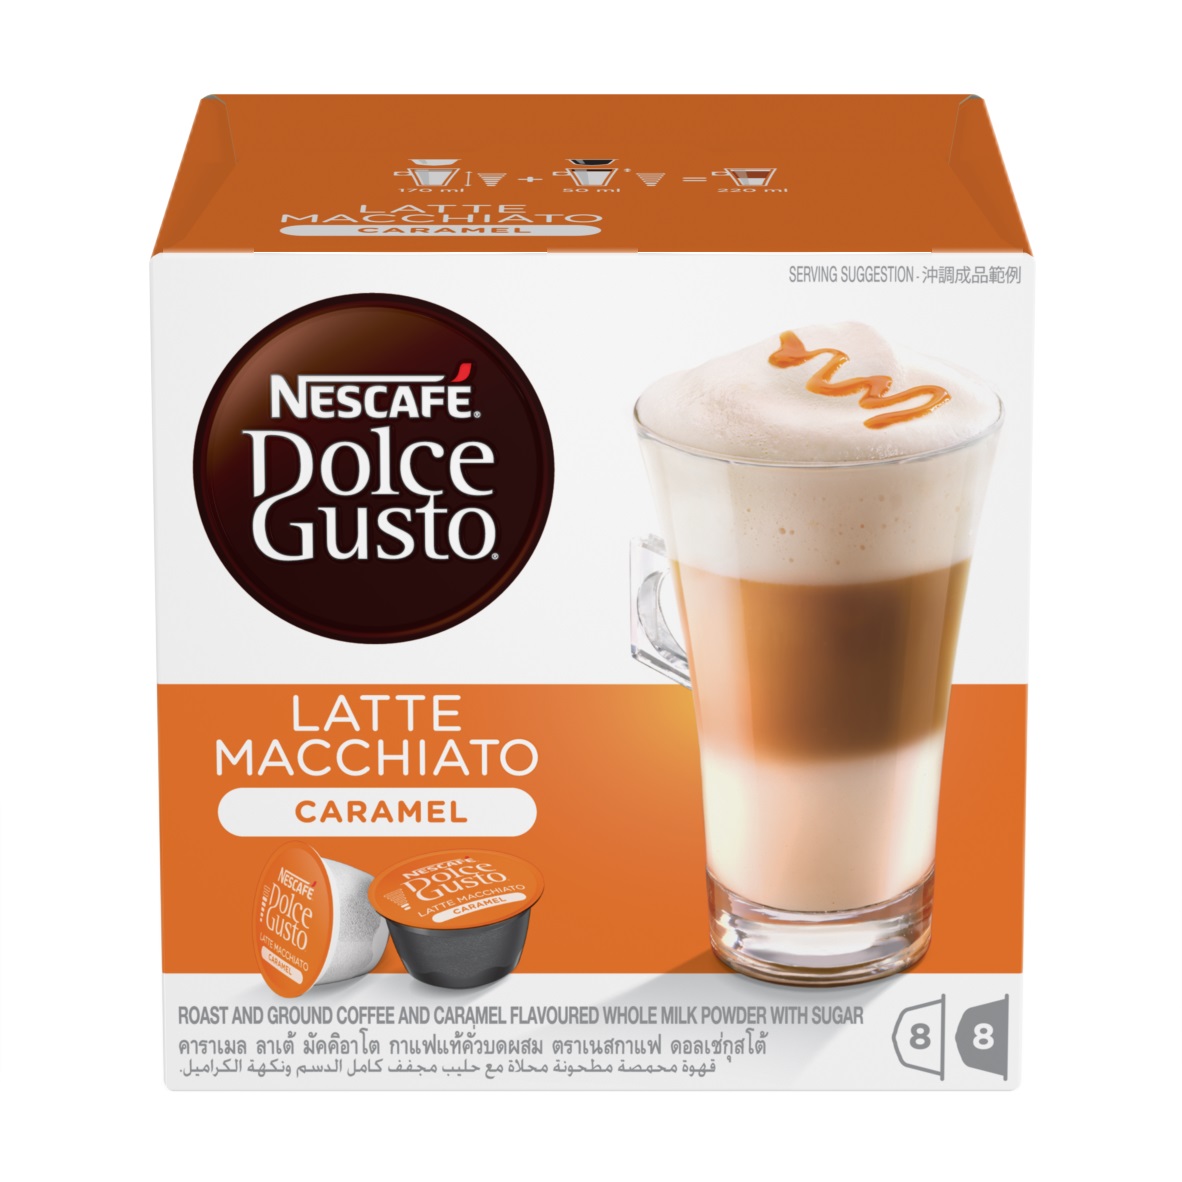 170 ml + 50 ml = 220 ml
LATTE
MACCHIATO
CARAMEL
SERVING SUGGESTION · 沖調成品範例
NESCAFÉ®
Dolce
Gusto®
LATTE
MACCHIATO
CARAMEL
NESCAFÉ
Dolce
Gusto
LATTE MACCHIATO
CARAMEL
NESCAFÉ
Dolce
Gusto
LATTE MACCHIATO
CARAMEL
ROAST AND GROUND COFFEE AND CARAMEL FLAVOURED WHOLE MILK POWDER WITH SUGAR
คาราเมล ลาเต้ มัคคิอาโต กาแฟแท้คั่วบดผสม ตราเนสกาแฟ ดอลเช่กุสโต้
قهوة محمصة مطحونة محلاة مع حليب مجفف كامل الدسم ونكهة الكراميل.
8 8